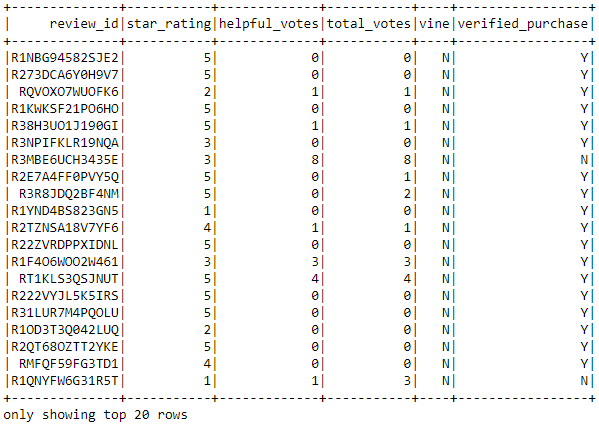 +--------------+-----------+-------------+-----------+----+-----------------+
|     review_id|star_rating|helpful_votes|total_votes|vine|verified_purchase|
+--------------+-----------+-------------+-----------+----+-----------------+
|R1NBG94582SJE2|          5|            0|          0|   N|                Y|
|R273DCA6Y0H9V7|          5|            0|          0|   N|                Y|
| RQVOXO7WUOFK6|          2|            1|          1|   N|                Y|
|R1KWKSF21PO6HO|          5|            0|          0|   N|                Y|
|R38H3UO1J190GI|          5|            1|          1|   N|                Y|
|R3NPIFKLR19NQA|          3|            0|          0|   N|                Y|
|R3MBE6UCH3435E|          3|            8|          8|   N|                N|
|R2E7A4FF0PVY5Q|          5|            0|          1|   N|                Y|
| R3R8JDQ2BF4NM|          5|            0|          2|   N|                Y|
|R1YND4BS823GN5|          1|            0|          0|   N|                Y|
|R2TZNSA18V7YF6|          4|            1|          1|   N|                Y|
|R22ZVRDPPXIDNL|          5|            0|          0|   N|                Y|
|R1F4O6WOO2W461|          3|            3|          3|   N|                Y|
| RT1KLS3QSJNUT|          5|            4|          4|   N|                Y|
|R222VYJL5K5IRS|          5|            0|          0|   N|                Y|
|R31LUR7M4PQOLU|          5|            0|          0|   N|                Y|
|R1OD3T3Q042LUQ|          2|            0|          0|   N|                Y|
|R2QT68OZTT2YKE|          5|            0|          0|   N|                Y|
| RMFQF59FG3TD1|          4|            0|          0|   N|                Y|
|R1QNYFW6G31R5T|          1|            1|          3|   N|                N|
+--------------+-----------+-------------+-----------+----+-----------------+
only showing top 20 rows